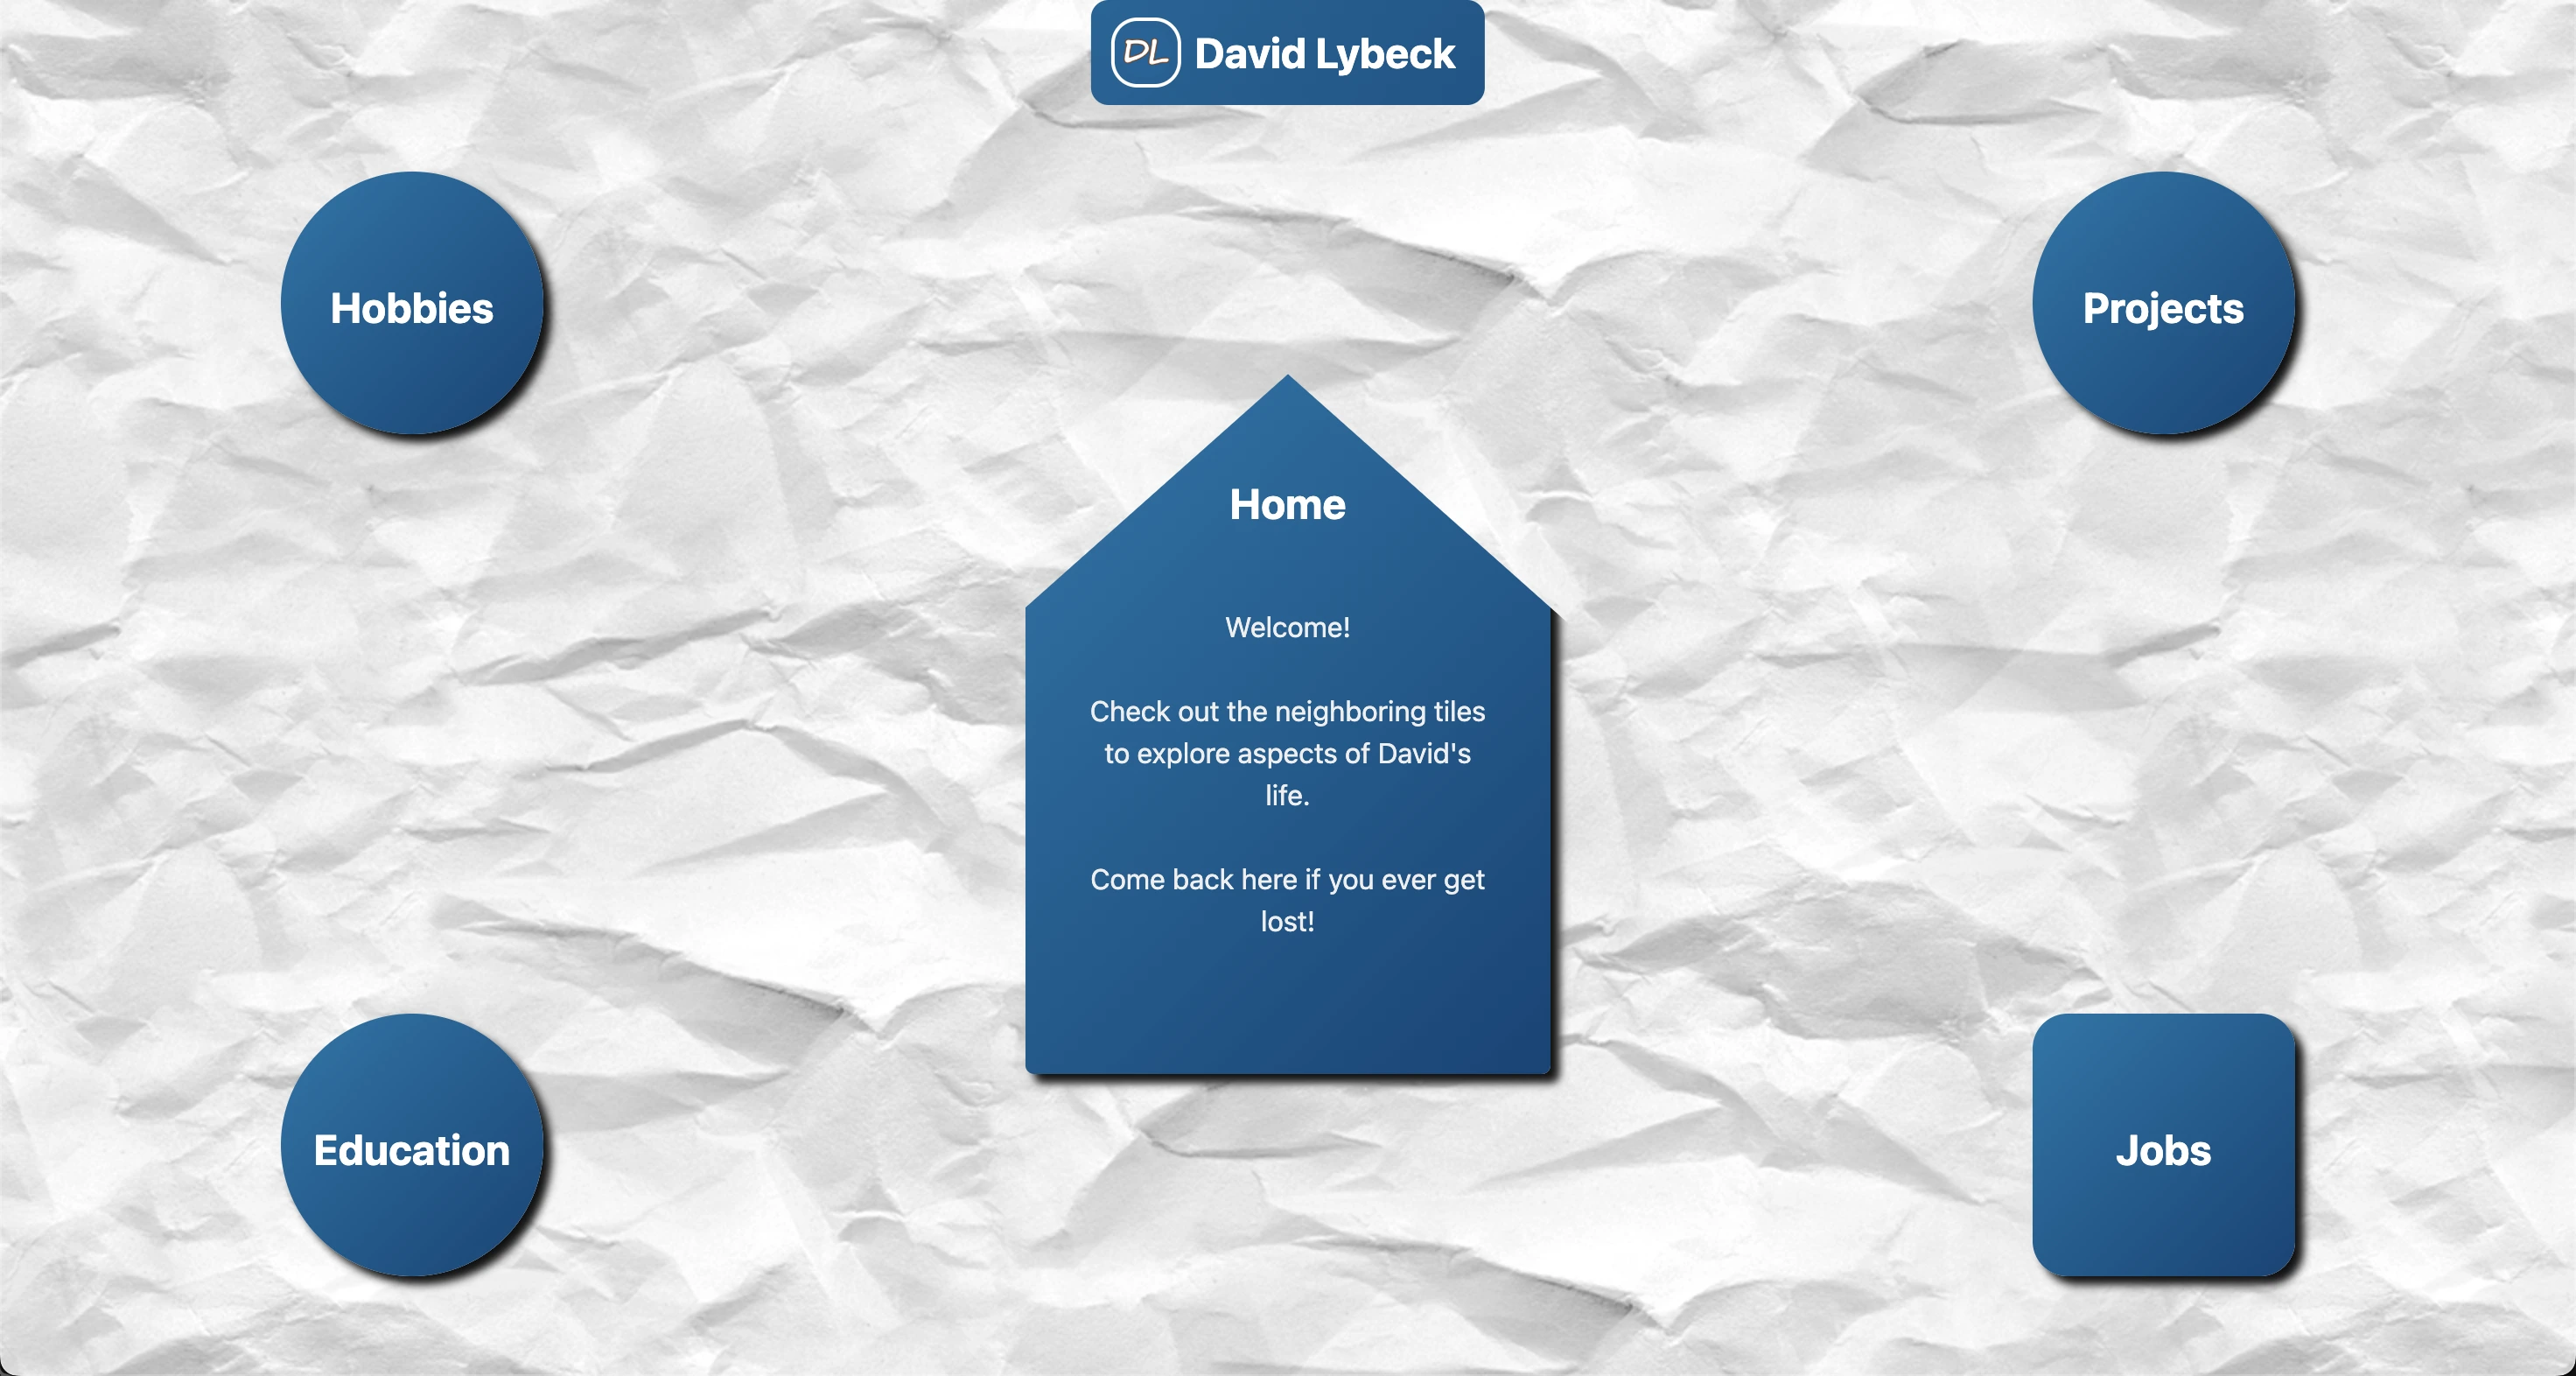 DL David Lybeck
Hobbies
Projects
Home
Welcome!
Check out the neighboring tiles
to explore aspects of David's
life.
Come back here if you ever get
lost!
Education
Jobs